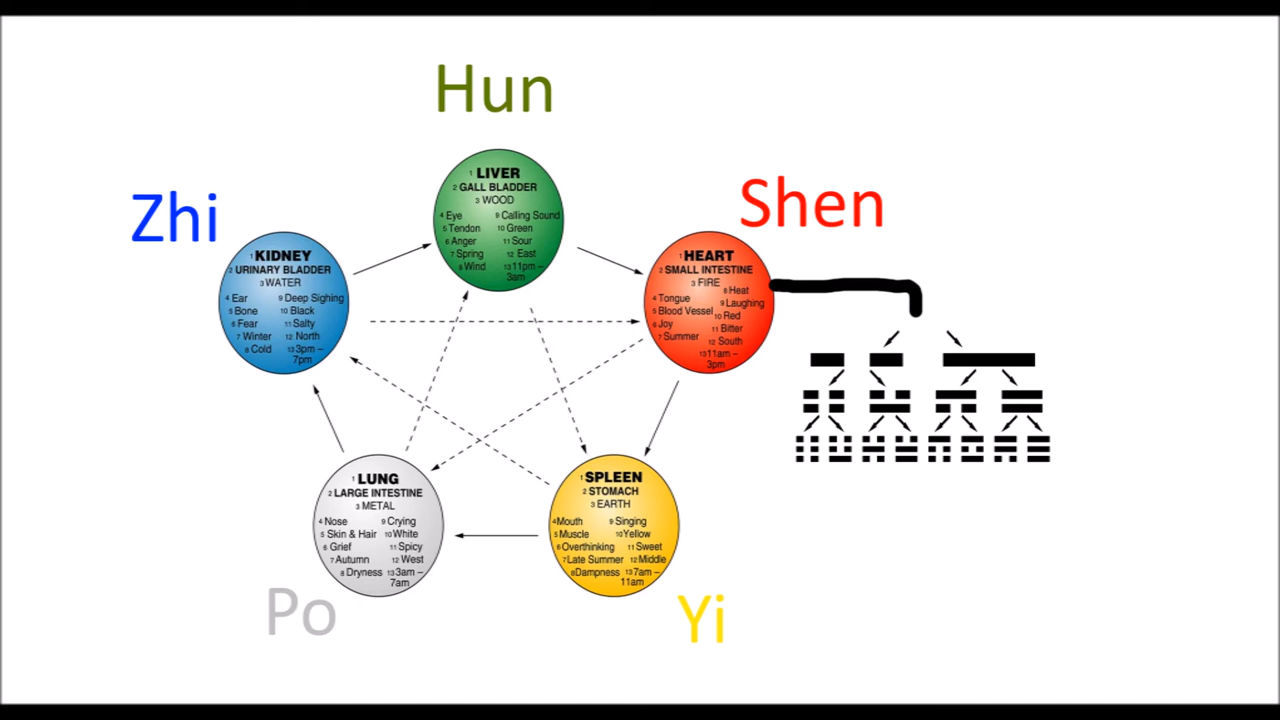 Hun
Zhi
Shen
1 LIVER
2 GALL BLADDER
3 WOOD
4 Eye 9 Calling Sound
5 Tendon 10 Green
6 Anger 11 Sour
7 Spring 12 East
8 Wind 13 11pm –
3am
1 KIDNEY
2 URINARY BLADDER
3 WATER
4 Ear 9 Deep Sighing
5 Bone 10 Black
6 Fear 11 Salty
7 Winter 12 North
8 Cold 13 3pm –
7pm
1 HEART
2 SMALL INTESTINE
3 FIRE
8 Heat
4 Tongue 9 Laughing
5 Blood Vessel 10 Red
6 Joy 11 Bitter
7 Summer 12 South
13 11am –
3pm
1 LUNG
2 LARGE INTESTINE
3 METAL
4 Nose 9 Crying
5 Skin & Hair 10 White
6 Grief 11 Spicy
7 Autumn 12 West
8 Dryness 13 3am –
7am
1 SPLEEN
2 STOMACH
3 EARTH
4 Mouth 9 Singing
5 Muscle 10 Yellow
6 Overthinking 11 Sweet
7 Late Summer 12 Middle
8 Dampness 13 7am –
11am
Po
Yi